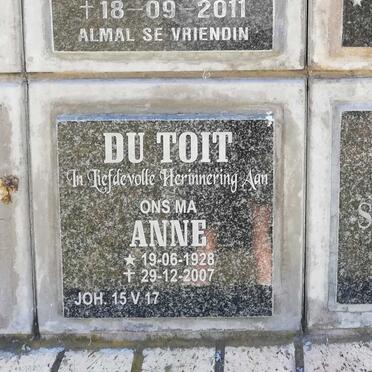 ✝18-09-2011
ALMAL SE VRIENDIN
DU TOIT
In Liefdevolle Herinnering Aan
ONS MA
ANNE
★ 19-06-1928
✝ 29-12-2007
JOH. 15 V 17